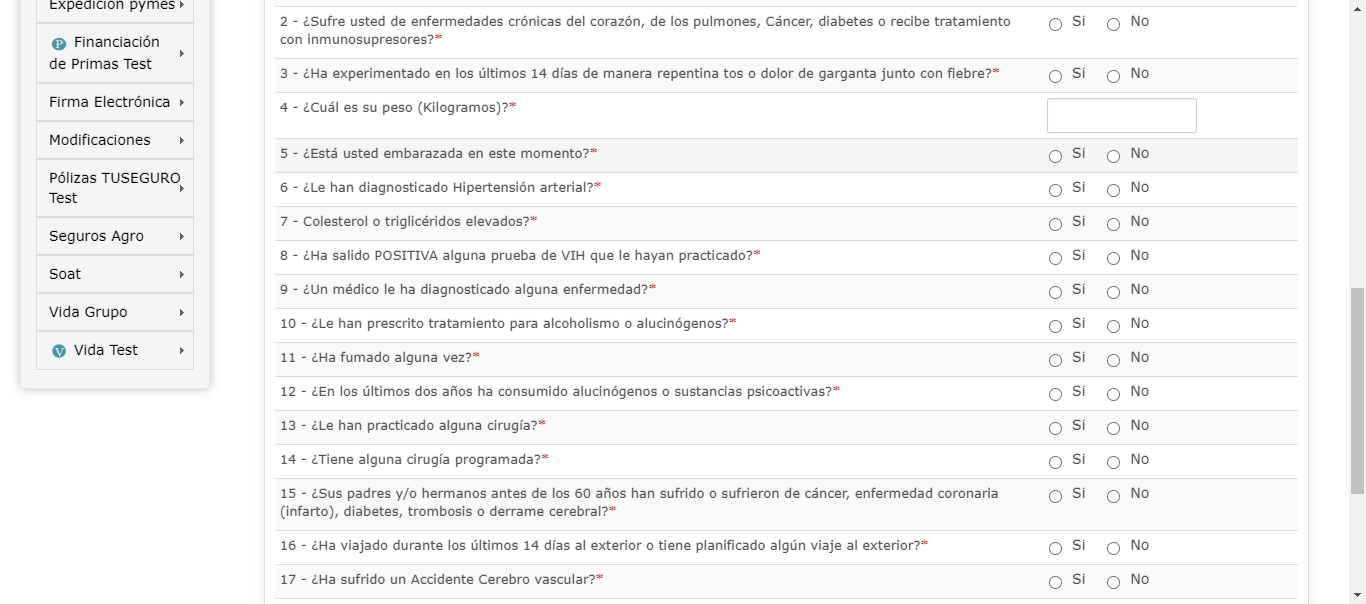 Expedición pymes
Financiación
de Primas Test
Firma Electrónica
Modificaciones
Pólizas TUSEGURO
Test
Seguros Agro
Soat
Vida Grupo
V Vida Test
2 - ¿Sufre usted de enfermedades crónicas del corazón, de los pulmones, Cáncer, diabetes o recibe tratamiento
con inmunosupresores?* Si No
3 - ¿Ha experimentado en los últimos 14 días de manera repentina tos o dolor de garganta junto con fiebre?* Si No
4 - ¿Cuál es su peso (Kilogramos)?*
5 - ¿Está usted embarazada en este momento?* Si No
6 - ¿Le han diagnosticado Hipertensión arterial?* Si No
7 - Colesterol o triglicéridos elevados?* Si No
8 - ¿Ha salido POSITIVA alguna prueba de VIH que le hayan practicado?* Si No
9 - ¿Un médico le ha diagnosticado alguna enfermedad?* Si No
10 - ¿Le han prescrito tratamiento para alcoholismo o alucinógenos?* Si No
11 - ¿Ha fumado alguna vez?* Si No
12 - ¿En los últimos dos años ha consumido alucinógenos o sustancias psicoactivas?* Si No
13 - ¿Le han practicado alguna cirugía?* Si No
14 - ¿Tiene alguna cirugía programada?* Si No
15 - ¿Sus padres y/o hermanos antes de los 60 años han sufrido o sufrieron de cáncer, enfermedad coronaria
(infarto), diabetes, trombosis o derrame cerebral?* Si No
16 - ¿Ha viajado durante los últimos 14 días al exterior o tiene planificado algún viaje al exterior?* Si No
17 - ¿Ha sufrido un Accidente Cerebro vascular?* Si No